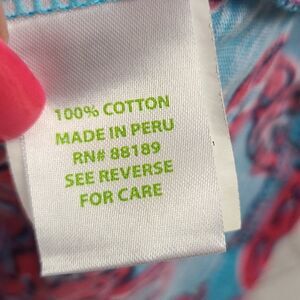 100% COTTON
MADE IN PERU
RN# 88189
SEE REVERSE
FOR CARE